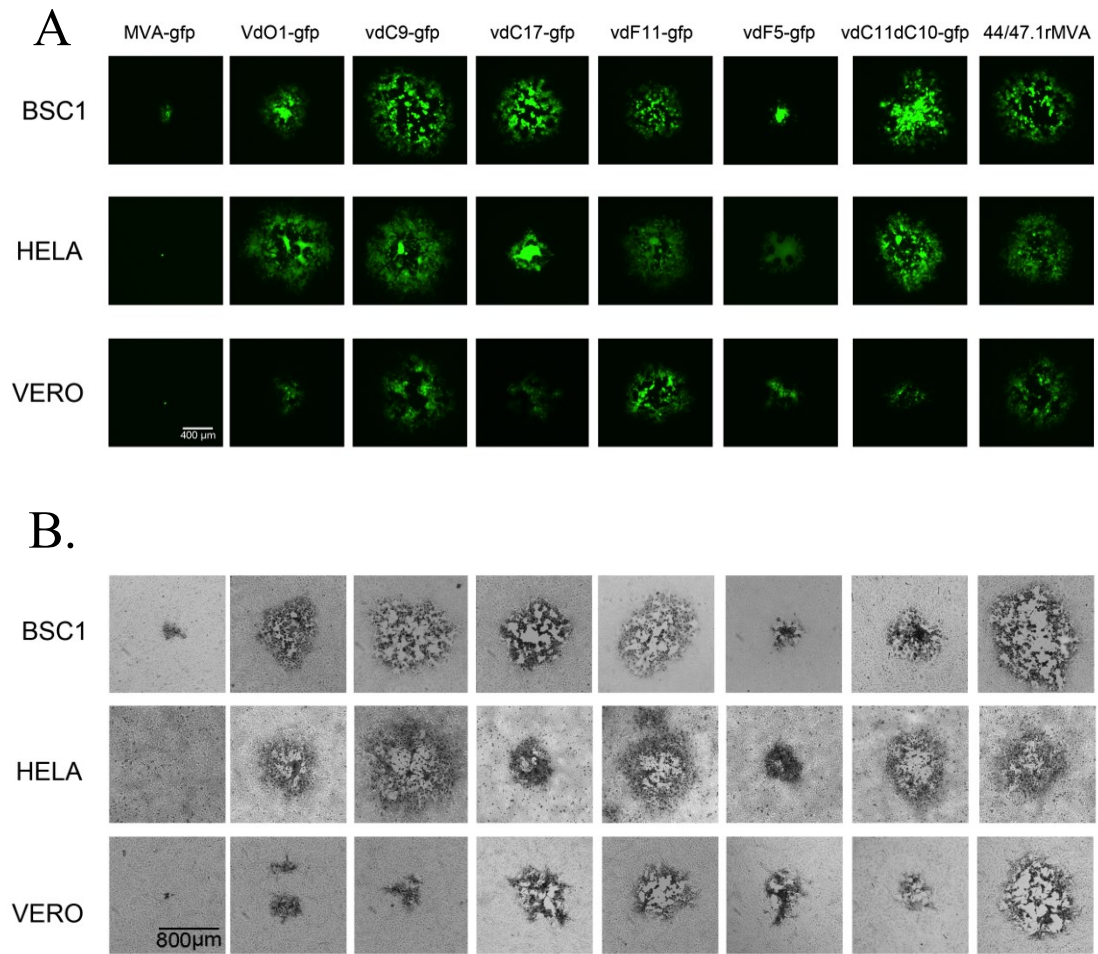 A
MVA-gfp VdO1-gfp vdC9-gfp vdC17-gfp vdF11-gfp vdF5-gfp vdC11dC10-gfp 44/47.1rMVA
BSC1
HELA
VERO
400 µm
B.
BSC1
HELA
VERO
800µm